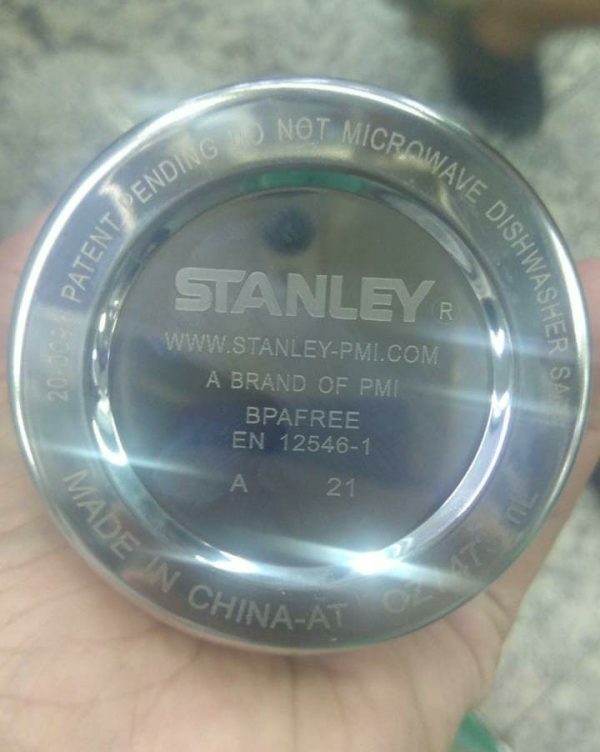 PATENT PENDING DO NOT MICROWAVE DISHWASHER
STANLEY R
WWW.STANLEY-PMI.COM
A BRAND OF PMI
BPAFREE
EN 12546-1
A 21
MADE IN CHINA-AT